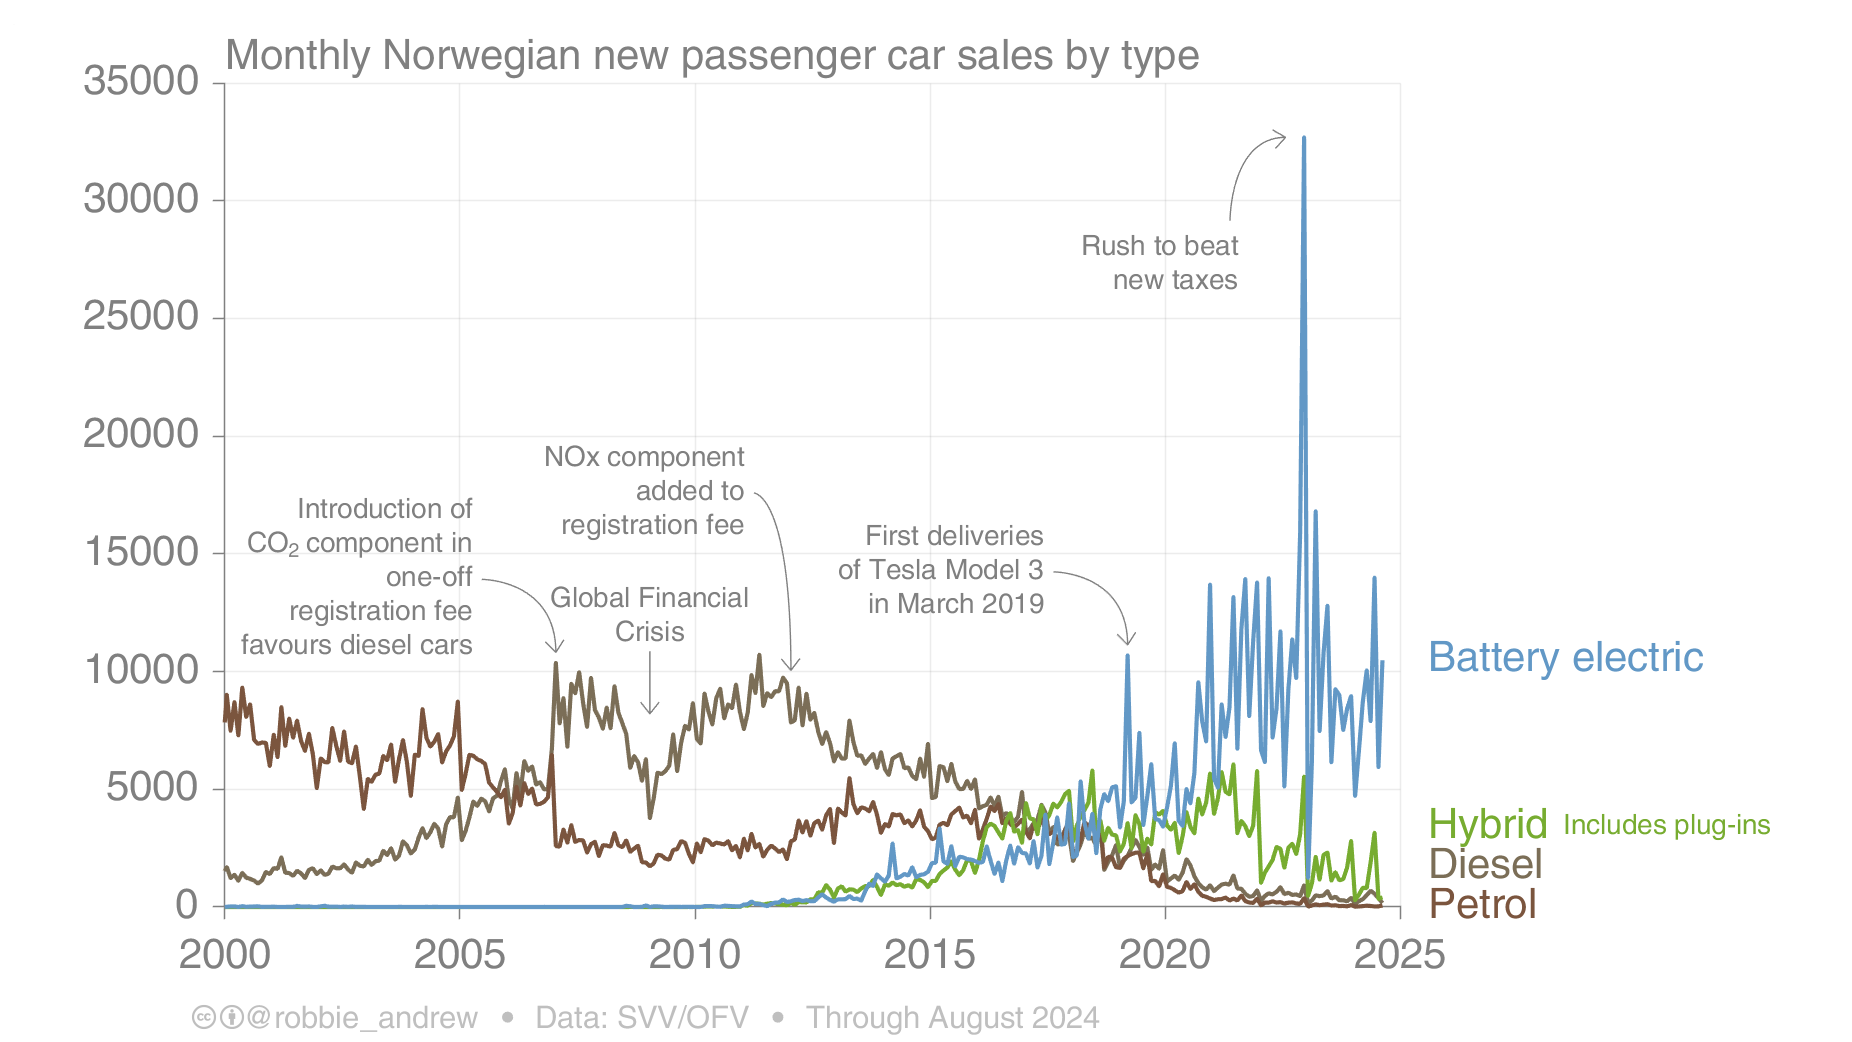 Monthly Norwegian new passenger car sales by type
35000
30000
25000
20000
15000
10000
5000
0
Rush to beat
new taxes
NOx component
added to
registration fee
Introduction of
CO₂ component in
one-off
registration fee
favours diesel cars
Global Financial
Crisis
First deliveries
of Tesla Model 3
in March 2019
Battery electric
Hybrid Includes plug-ins
Diesel
Petrol
2000 2005 2010 2015 2020 2025
cc @robbie_andrew • Data: SVV/OFV • Through August 2024